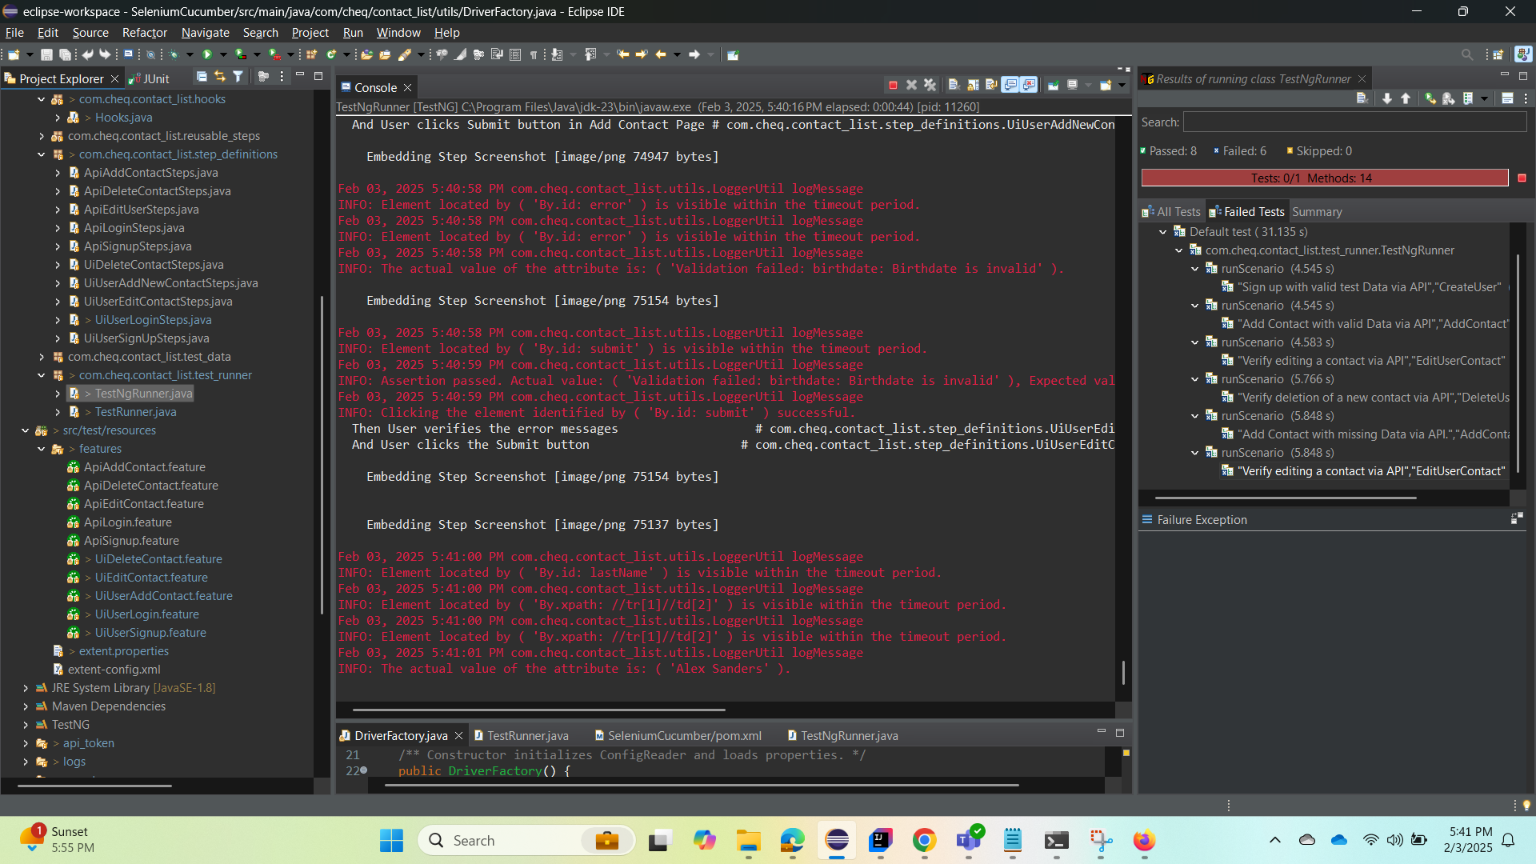 eclipse-workspace - SeleniumCucumber/src/main/java/com/cheq/contact_list/utils/DriverFactory.java - Eclipse IDE
File Edit Source Refactor Navigate Search Project Run Window Help
Project Explorer
JUnit
> com.cheq.contact_list.hooks
> Hooks.java
com.cheq.contact_list.reusable_steps
> com.cheq.contact_list.step_definitions
ApiAddContactSteps.java
ApiDeleteContactSteps.java
ApiEditUserSteps.java
ApiLoginSteps.java
ApiSignupSteps.java
UiDeleteContactSteps.java
UiUserAddNewContactSteps.java
UiUserEditContactSteps.java
> UiUserLoginSteps.java
UiUserSignUpSteps.java
com.cheq.contact_list.test_data
> com.cheq.contact_list.test_runner
> TestNgRunner.java
> TestRunner.java
> src/test/resources
> features
ApiAddContact.feature
ApiDeleteContact.feature
ApiEditContact.feature
ApiLogin.feature
ApiSignup.feature
> UiDeleteContact.feature
> UiEditContact.feature
> UiUserAddContact.feature
> UiUserLogin.feature
> UiUserSignup.feature
> extent.properties
extent-config.xml
JRE System Library [JavaSE-1.8]
Maven Dependencies
TestNG
> api_token
> logs
Console
TestNgRunner [TestNG] C:\Program Files\Java\jdk-23\bin\javaw.exe (Feb 3, 2025, 5:40:16 PM elapsed: 0:00:44) [pid: 11260]
And User clicks Submit button in Add Contact Page # com.cheq.contact_list.step_definitions.UiUserAddNewCon
Embedding Step Screenshot [image/png 74947 bytes]
Feb 03, 2025 5:40:58 PM com.cheq.contact_list.utils.LoggerUtil logMessage
INFO: Element located by ( 'By.id: error' ) is visible within the timeout period.
Feb 03, 2025 5:40:58 PM com.cheq.contact_list.utils.LoggerUtil logMessage
INFO: Element located by ( 'By.id: error' ) is visible within the timeout period.
Feb 03, 2025 5:40:58 PM com.cheq.contact_list.utils.LoggerUtil logMessage
INFO: The actual value of the attribute is: ( 'Validation failed: birthdate: Birthdate is invalid' ).
Embedding Step Screenshot [image/png 75154 bytes]
Feb 03, 2025 5:40:58 PM com.cheq.contact_list.utils.LoggerUtil logMessage
INFO: Element located by ( 'By.id: submit' ) is visible within the timeout period.
Feb 03, 2025 5:40:59 PM com.cheq.contact_list.utils.LoggerUtil logMessage
INFO: Assertion passed. Actual value: ( 'Validation failed: birthdate: Birthdate is invalid' ), Expected val
Feb 03, 2025 5:40:59 PM com.cheq.contact_list.utils.LoggerUtil logMessage
INFO: Clicking the element identified by ( 'By.id: submit' ) successful.
Then User verifies the error messages # com.cheq.contact_list.step_definitions.UiUserEdi
And User clicks the Submit button # com.cheq.contact_list.step_definitions.UiUserEditC
Embedding Step Screenshot [image/png 75154 bytes]
Embedding Step Screenshot [image/png 75137 bytes]
Feb 03, 2025 5:41:00 PM com.cheq.contact_list.utils.LoggerUtil logMessage
INFO: Element located by ( 'By.id: lastName' ) is visible within the timeout period.
Feb 03, 2025 5:41:00 PM com.cheq.contact_list.utils.LoggerUtil logMessage
INFO: Element located by ( 'By.xpath: //tr[1]//td[2]' ) is visible within the timeout period.
Feb 03, 2025 5:41:00 PM com.cheq.contact_list.utils.LoggerUtil logMessage
INFO: Element located by ( 'By.xpath: //tr[1]//td[2]' ) is visible within the timeout period.
Feb 03, 2025 5:41:01 PM com.cheq.contact_list.utils.LoggerUtil logMessage
INFO: The actual value of the attribute is: ( 'Alex Sanders' ).
DriverFactory.java TestRunner.java SeleniumCucumber/pom.xml TestNgRunner.java
21 /** Constructor initializes ConfigReader and loads properties. */
22 public DriverFactory() {
Results of running class TestNgRunner
Search:
Passed: 8 Failed: 6 Skipped: 0
Tests: 0/1 Methods: 14
All Tests Failed Tests Summary
Default test ( 31.135 s)
com.cheq.contact_list.test_runner.TestNgRunner
runScenario (4.545 s)
"Sign up with valid test Data via API","CreateUser"
runScenario (4.545 s)
"Add Contact with valid Data via API","AddContact"
runScenario (4.583 s)
"Verify editing a contact via API","EditUserContact"
runScenario (5.766 s)
"Verify deletion of a new contact via API","DeleteUs
runScenario (5.848 s)
"Add Contact with missing Data via API.","AddConta
runScenario (5.848 s)
"Verify editing a contact via API","EditUserContact"
Failure Exception
1
Sunset
5:55 PM
Search
5:41 PM
2/3/2025